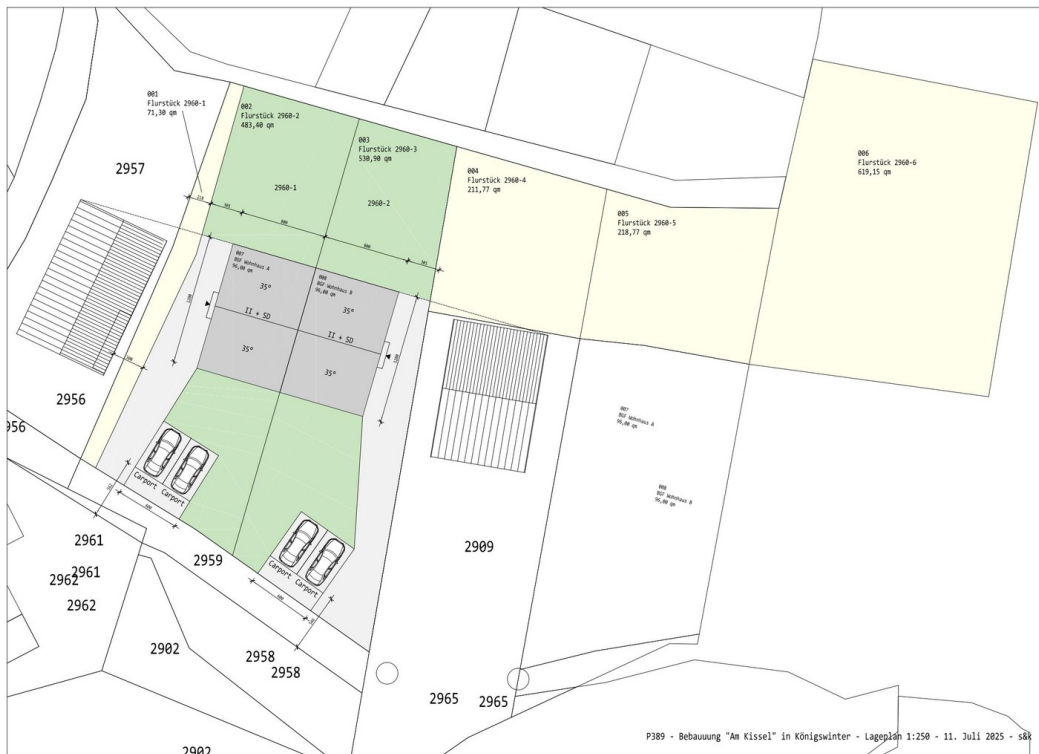 001
Flurstück 2960-1
71,30 qm
002
Flurstück 2960-2
483,40 qm
003
Flurstück 2960-3
530,90 qm
004
Flurstück 2960-4
211,77 qm
005
Flurstück 2960-5
218,77 qm
006
Flurstück 2960-6
619,15 qm
2957
2960-1
2960-2
007
BGF Wohnhaus A
96,00 qm
008
BGF Wohnhaus B
96,00 qm
35°
35°
II + SD
II + SD
35°
35°
2956
956
Carport Carport
Carport Carport
600
600
2961
2961
2962
2962
2959
2909
007
BGF Wohnhaus A
96,00 qm
008
BGF Wohnhaus B
96,00 qm
2902
2958
2958
2965
2965
2902
P389 - Bebauung "Am Kissel" in Königswinter - Lageplan 1:250 - 11. Juli 2025 - s&k